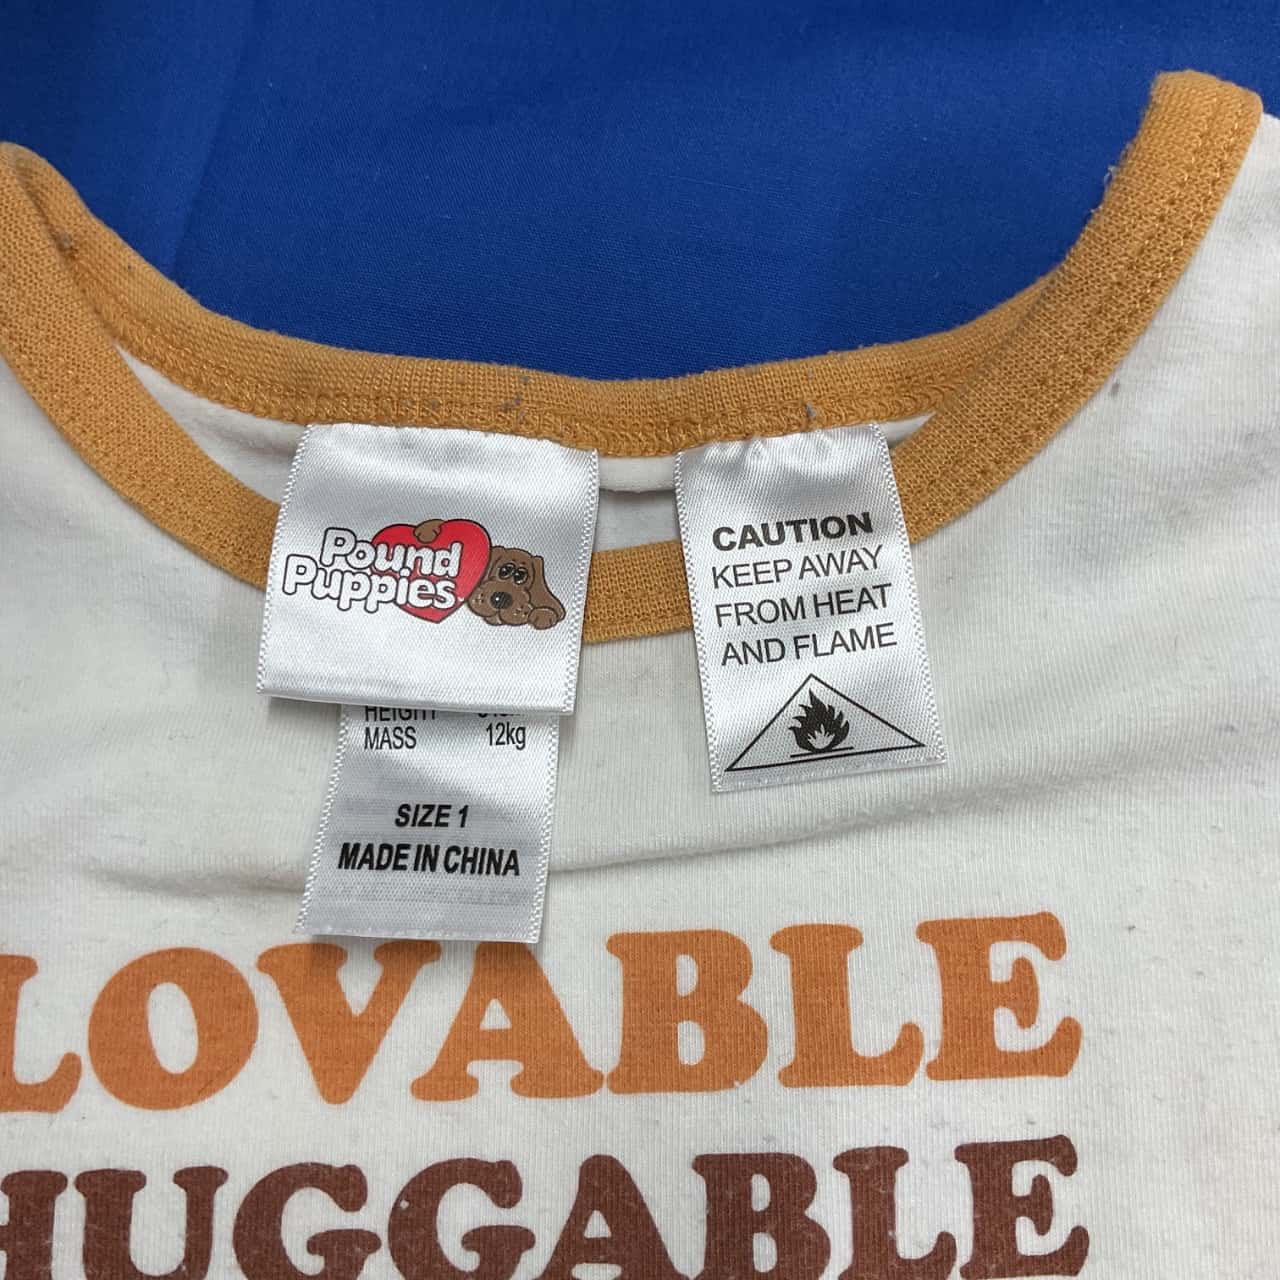 Pound
Puppies
CAUTION
KEEP AWAY
FROM HEAT
AND FLAME
HEIGHT
MASS 12kg
SIZE 1
MADE IN CHINA
LOVABLE
HUGGABLE